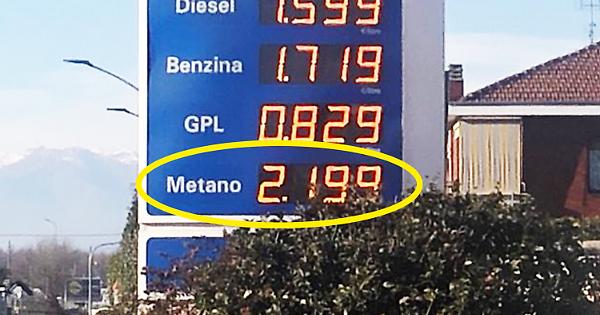 Diesel 1.599
Benzina 1.719
GPL 0.829
Metano 2.199